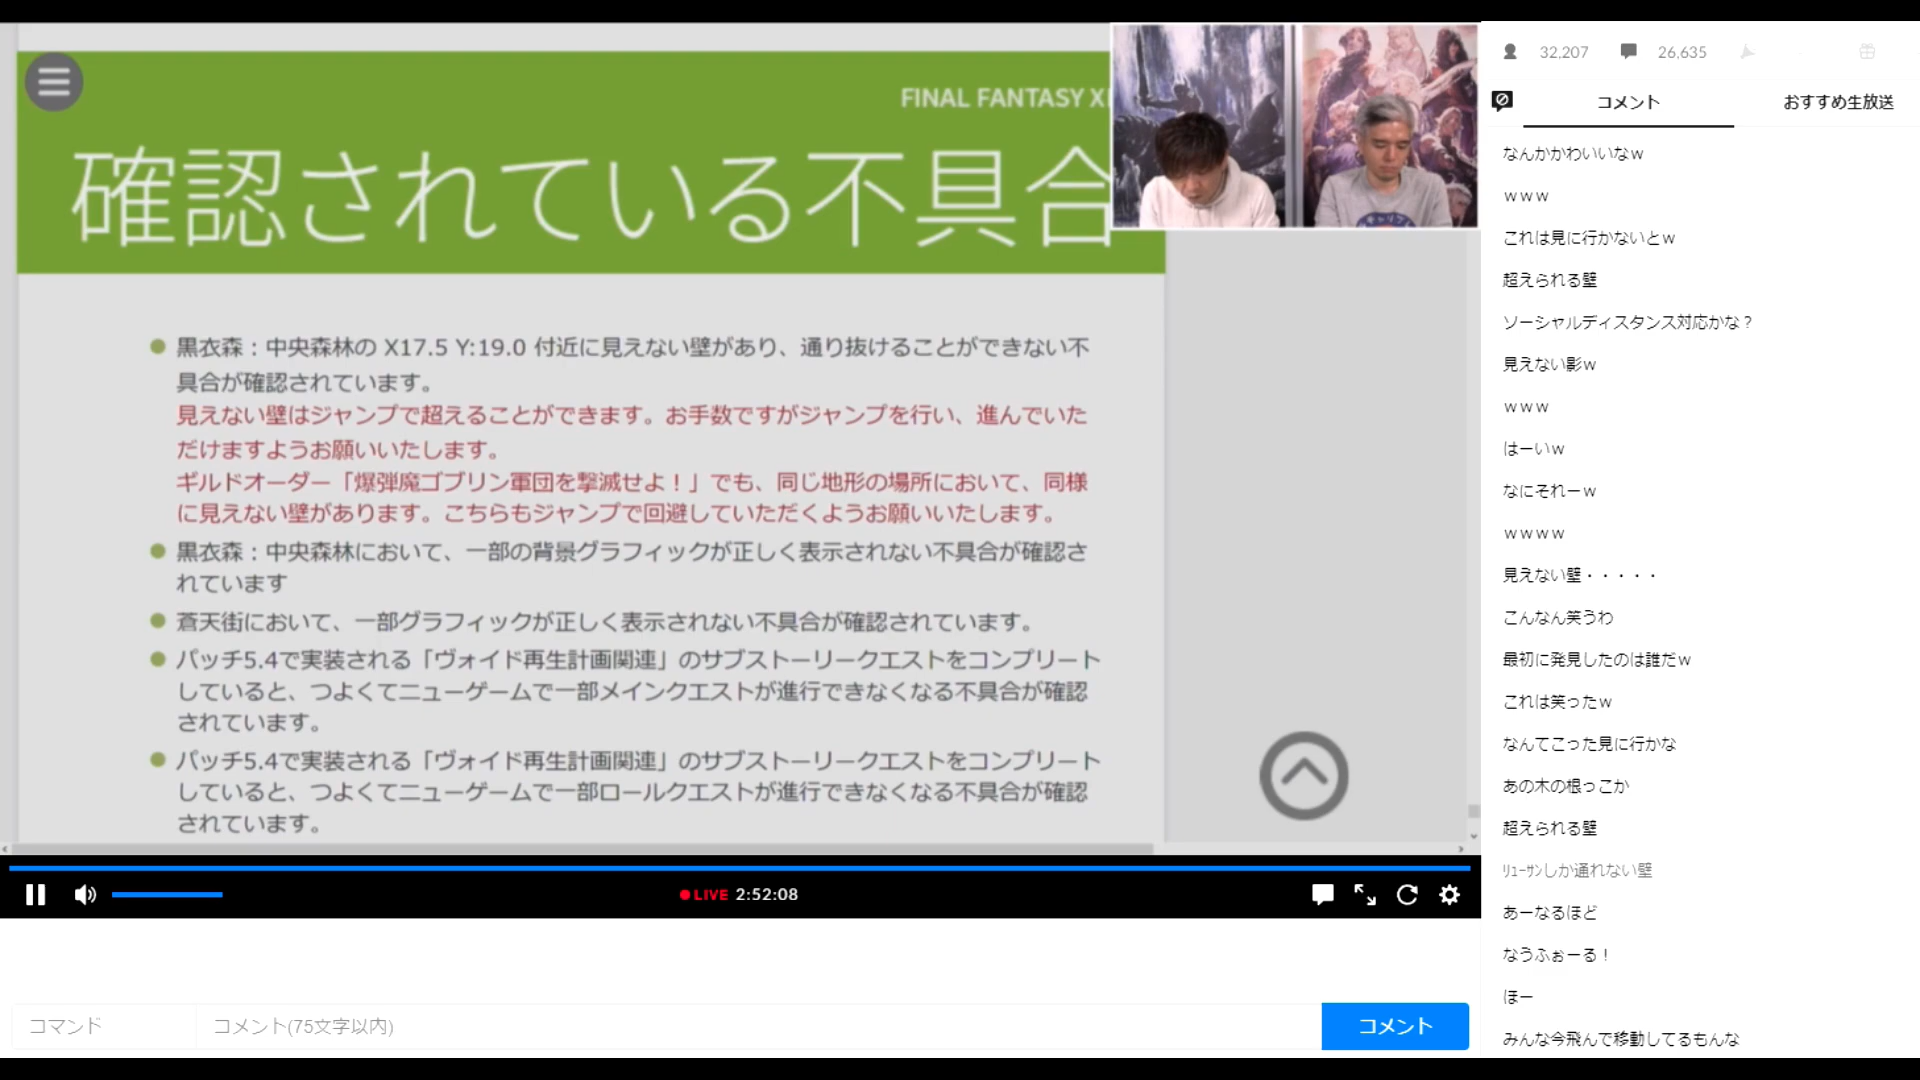 FINAL FANTASY XI
確認されている不具合
黒衣森：中央森林の X17.5 Y:19.0 付近に見えない壁があり、通り抜けることができない不
具合が確認されています。
見えない壁はジャンプで超えることができます。お手数ですがジャンプを行い、進んでいた
だけますようお願いいたします。
ギルドオーダー「爆弾魔ゴブリン軍団を撃滅せよ！」でも、同じ地形の場所において、同様
に見えない壁があります。こちらもジャンプで回避していただくようお願いいたします。
黒衣森：中央森林において、一部の背景グラフィックが正しく表示されない不具合が確認さ
れています
蒼天街において、一部グラフィックが正しく表示されない不具合が確認されています。
パッチ5.4で実装される「ヴォイド再生計画関連」のサブストーリークエストをコンプリート
していると、つよくてニューゲームで一部メインクエストが進行できなくなる不具合が確認
されています。
パッチ5.4で実装される「ヴォイド再生計画関連」のサブストーリークエストをコンプリート
していると、つよくてニューゲームで一部ロールクエストが進行できなくなる不具合が確認
されています。
LIVE 2:52:08
コマンド
コメント(75文字以内)
コメント
32,207
26,635
コメント
おすすめ生放送
なんかかわいいなｗ
ｗｗｗ
これは見に行かないとｗ
超えられる壁
ソーシャルディスタンス対応かな？
見えない影ｗ
ｗｗｗ
はーいｗ
なにそれーｗ
ｗｗｗｗ
見えない壁・・・・・
こんなん笑うわ
最初に発見したのは誰だｗ
これは笑ったｗ
なんてこった見に行かな
あの木の根っこか
超えられる壁
ﾘｭｰｻﾝしか通れない壁
あーなるほど
なうふぉーる！
ほー
みんな今飛んで移動してるもんな